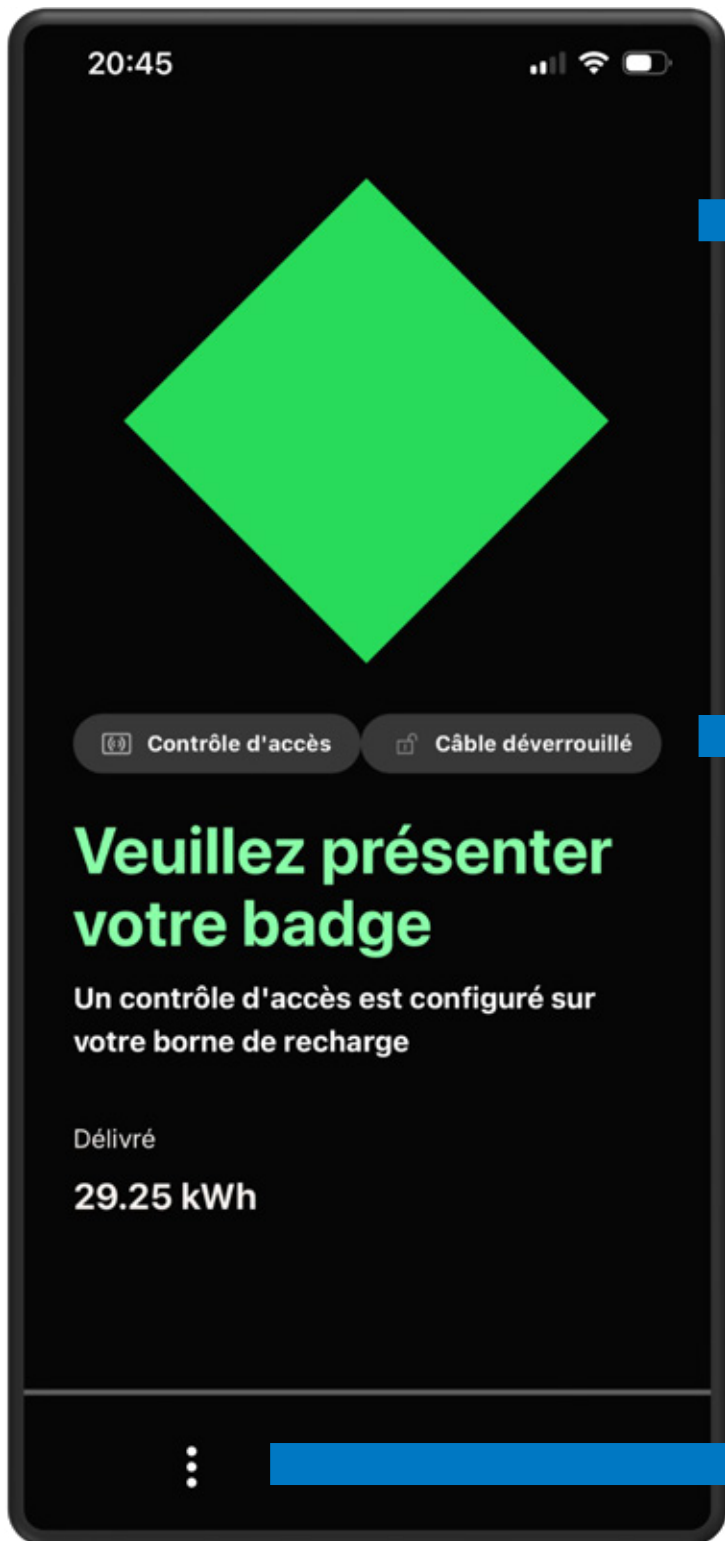 20:45
Contrôle d'accès Câble déverrouillé
Veuillez présenter
votre badge
Un contrôle d'accès est configuré sur
votre borne de recharge
Délivré
29.25 kWh